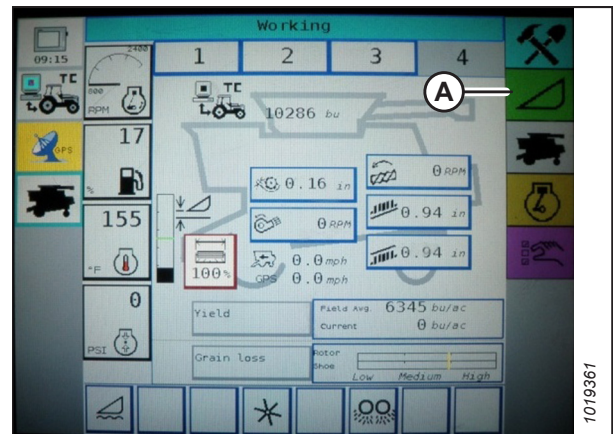 Working
09:15
2400
800
RPM
1 2 3 4
A
TC
TC
10286 bu
GPS
17
%
0.16 in
0 RPM
155
°F
0 RPM
0.94 in
100%
0.0 mph
GPS 0.0 mph
0.94 in
0
PSI
Yield
Field Avg. 6345 bu/ac
Current 0 bu/ac
Grain loss
Rotor
Shoe
Low Medium High
1019361